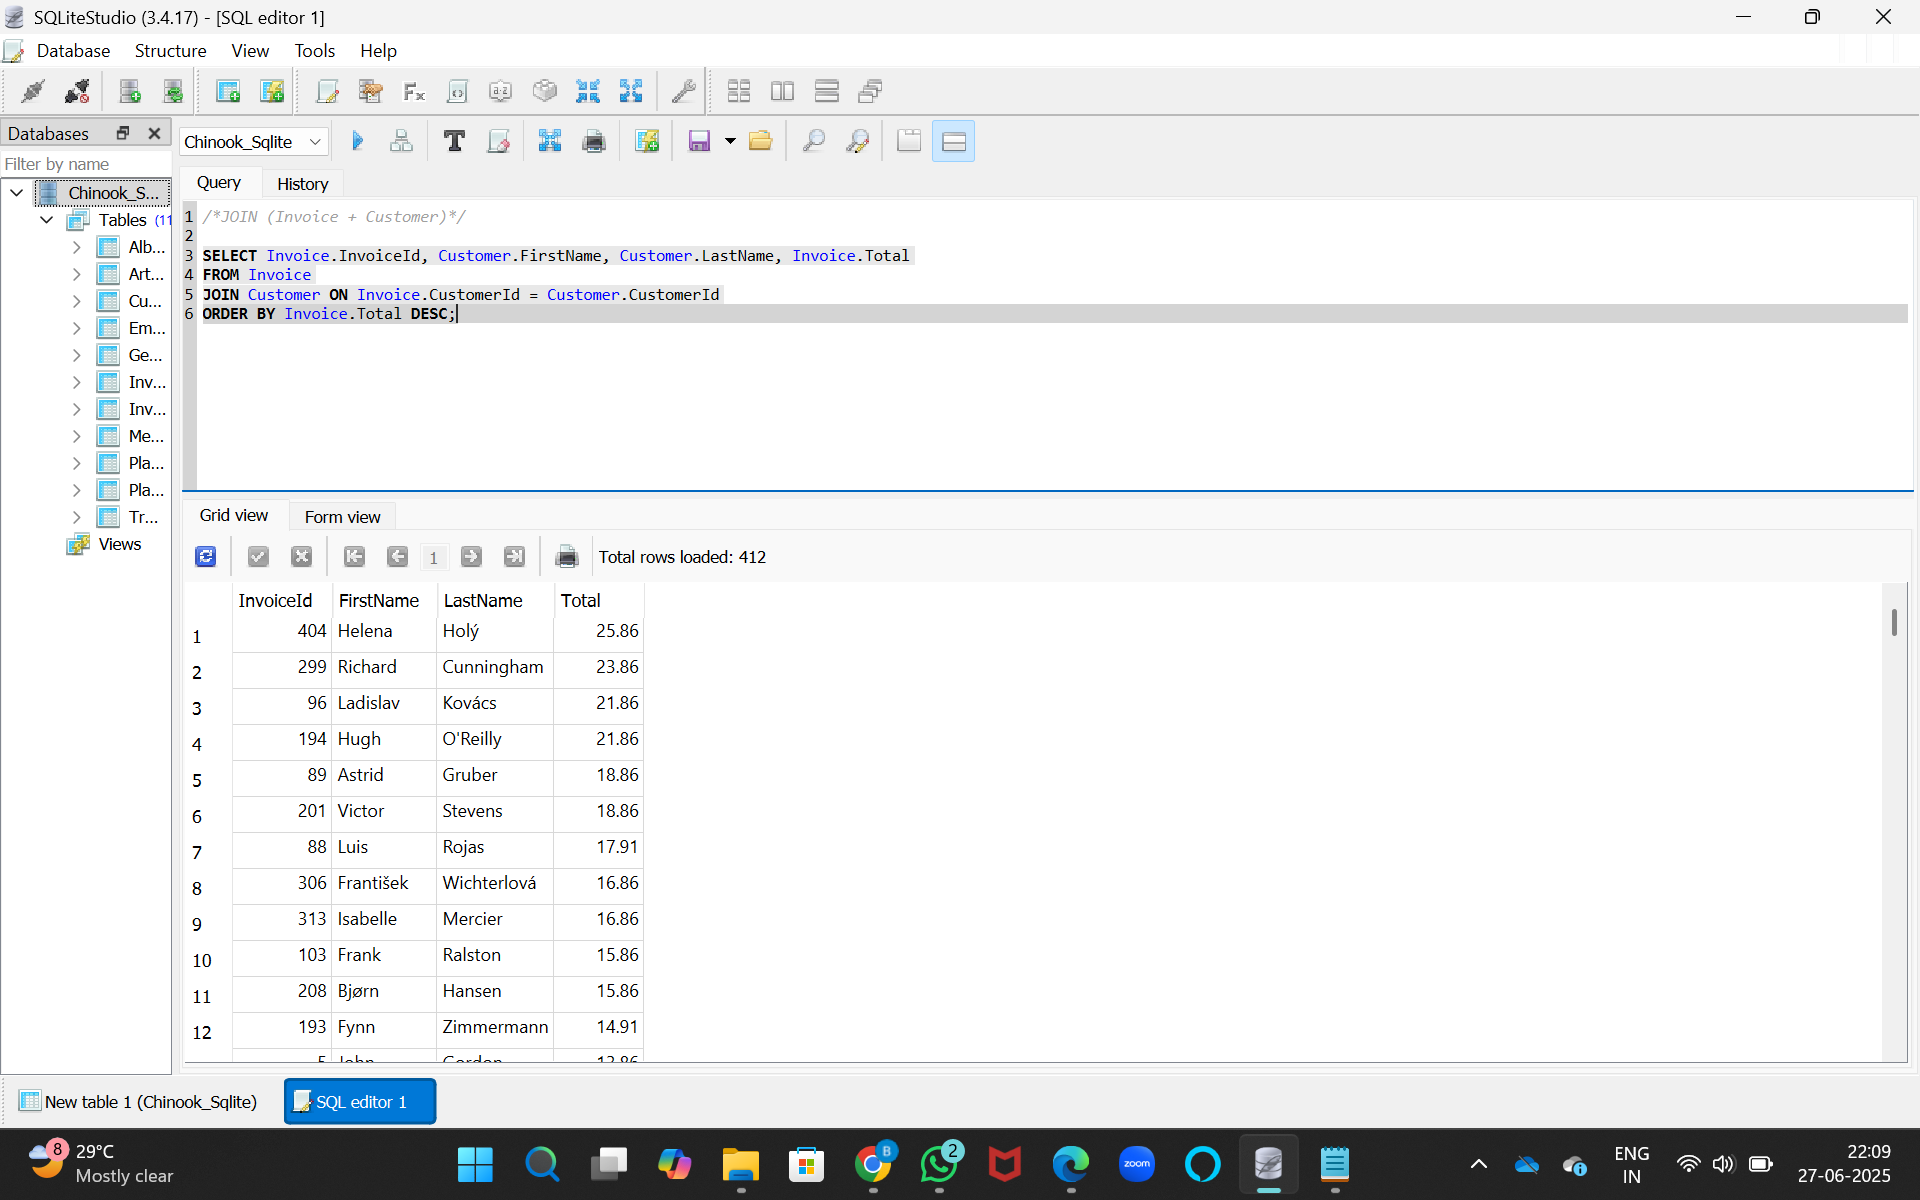 SQLiteStudio (3.4.17) - [SQL editor 1]
Database Structure View Tools Help
Databases
Filter by name
Chinook_S...
Tables (11
Alb...
Art...
Cu...
Em...
Ge...
Inv...
Inv...
Me...
Pla...
Pla...
Tr...
Views
Chinook_Sqlite
Query History
1 /*JOIN (Invoice + Customer)*/
2
3 SELECT Invoice.InvoiceId, Customer.FirstName, Customer.LastName, Invoice.Total
4 FROM Invoice
5 JOIN Customer ON Invoice.CustomerId = Customer.CustomerId
6 ORDER BY Invoice.Total DESC;
Grid view Form view
1 Total rows loaded: 412
InvoiceId FirstName LastName Total
1 404 Helena Holý 25.86
2 299 Richard Cunningham 23.86
3 96 Ladislav Kovács 21.86
4 194 Hugh O'Reilly 21.86
5 89 Astrid Gruber 18.86
6 201 Victor Stevens 18.86
7 88 Luis Rojas 17.91
8 306 František Wichterlová 16.86
9 313 Isabelle Mercier 16.86
10 103 Frank Ralston 15.86
11 208 Bjørn Hansen 15.86
12 193 Fynn Zimmermann 14.91
5 John Gordon 13.86
New table 1 (Chinook_Sqlite) SQL editor 1
8 29°C
Mostly clear
B
2
zoom
ENG
IN
22:09
27-06-2025